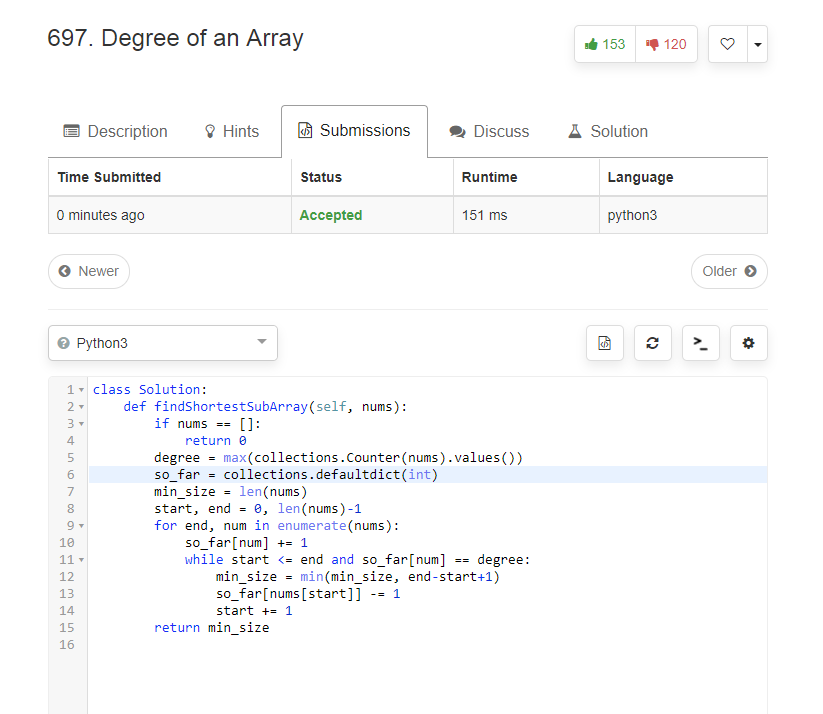 697. Degree of an Array
153 120
Description Hints Submissions Discuss Solution
Time Submitted Status Runtime Language
0 minutes ago Accepted 151 ms python3
Newer Older
Python3
1 class Solution:
2     def findShortestSubArray(self, nums):
3         if nums == []:
4             return 0
5         degree = max(collections.Counter(nums).values())
6         so_far = collections.defaultdict(int)
7         min_size = len(nums)
8         start, end = 0, len(nums)-1
9         for end, num in enumerate(nums):
10             so_far[num] += 1
11             while start <= end and so_far[num] == degree:
12                 min_size = min(min_size, end-start+1)
13                 so_far[nums[start]] -= 1
14                 start += 1
15         return min_size
16